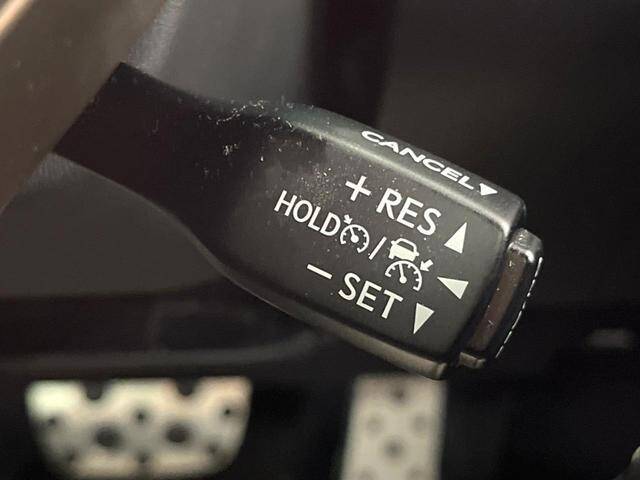 CANCEL▼
+ RES ▲
HOLD /
− SET ▼